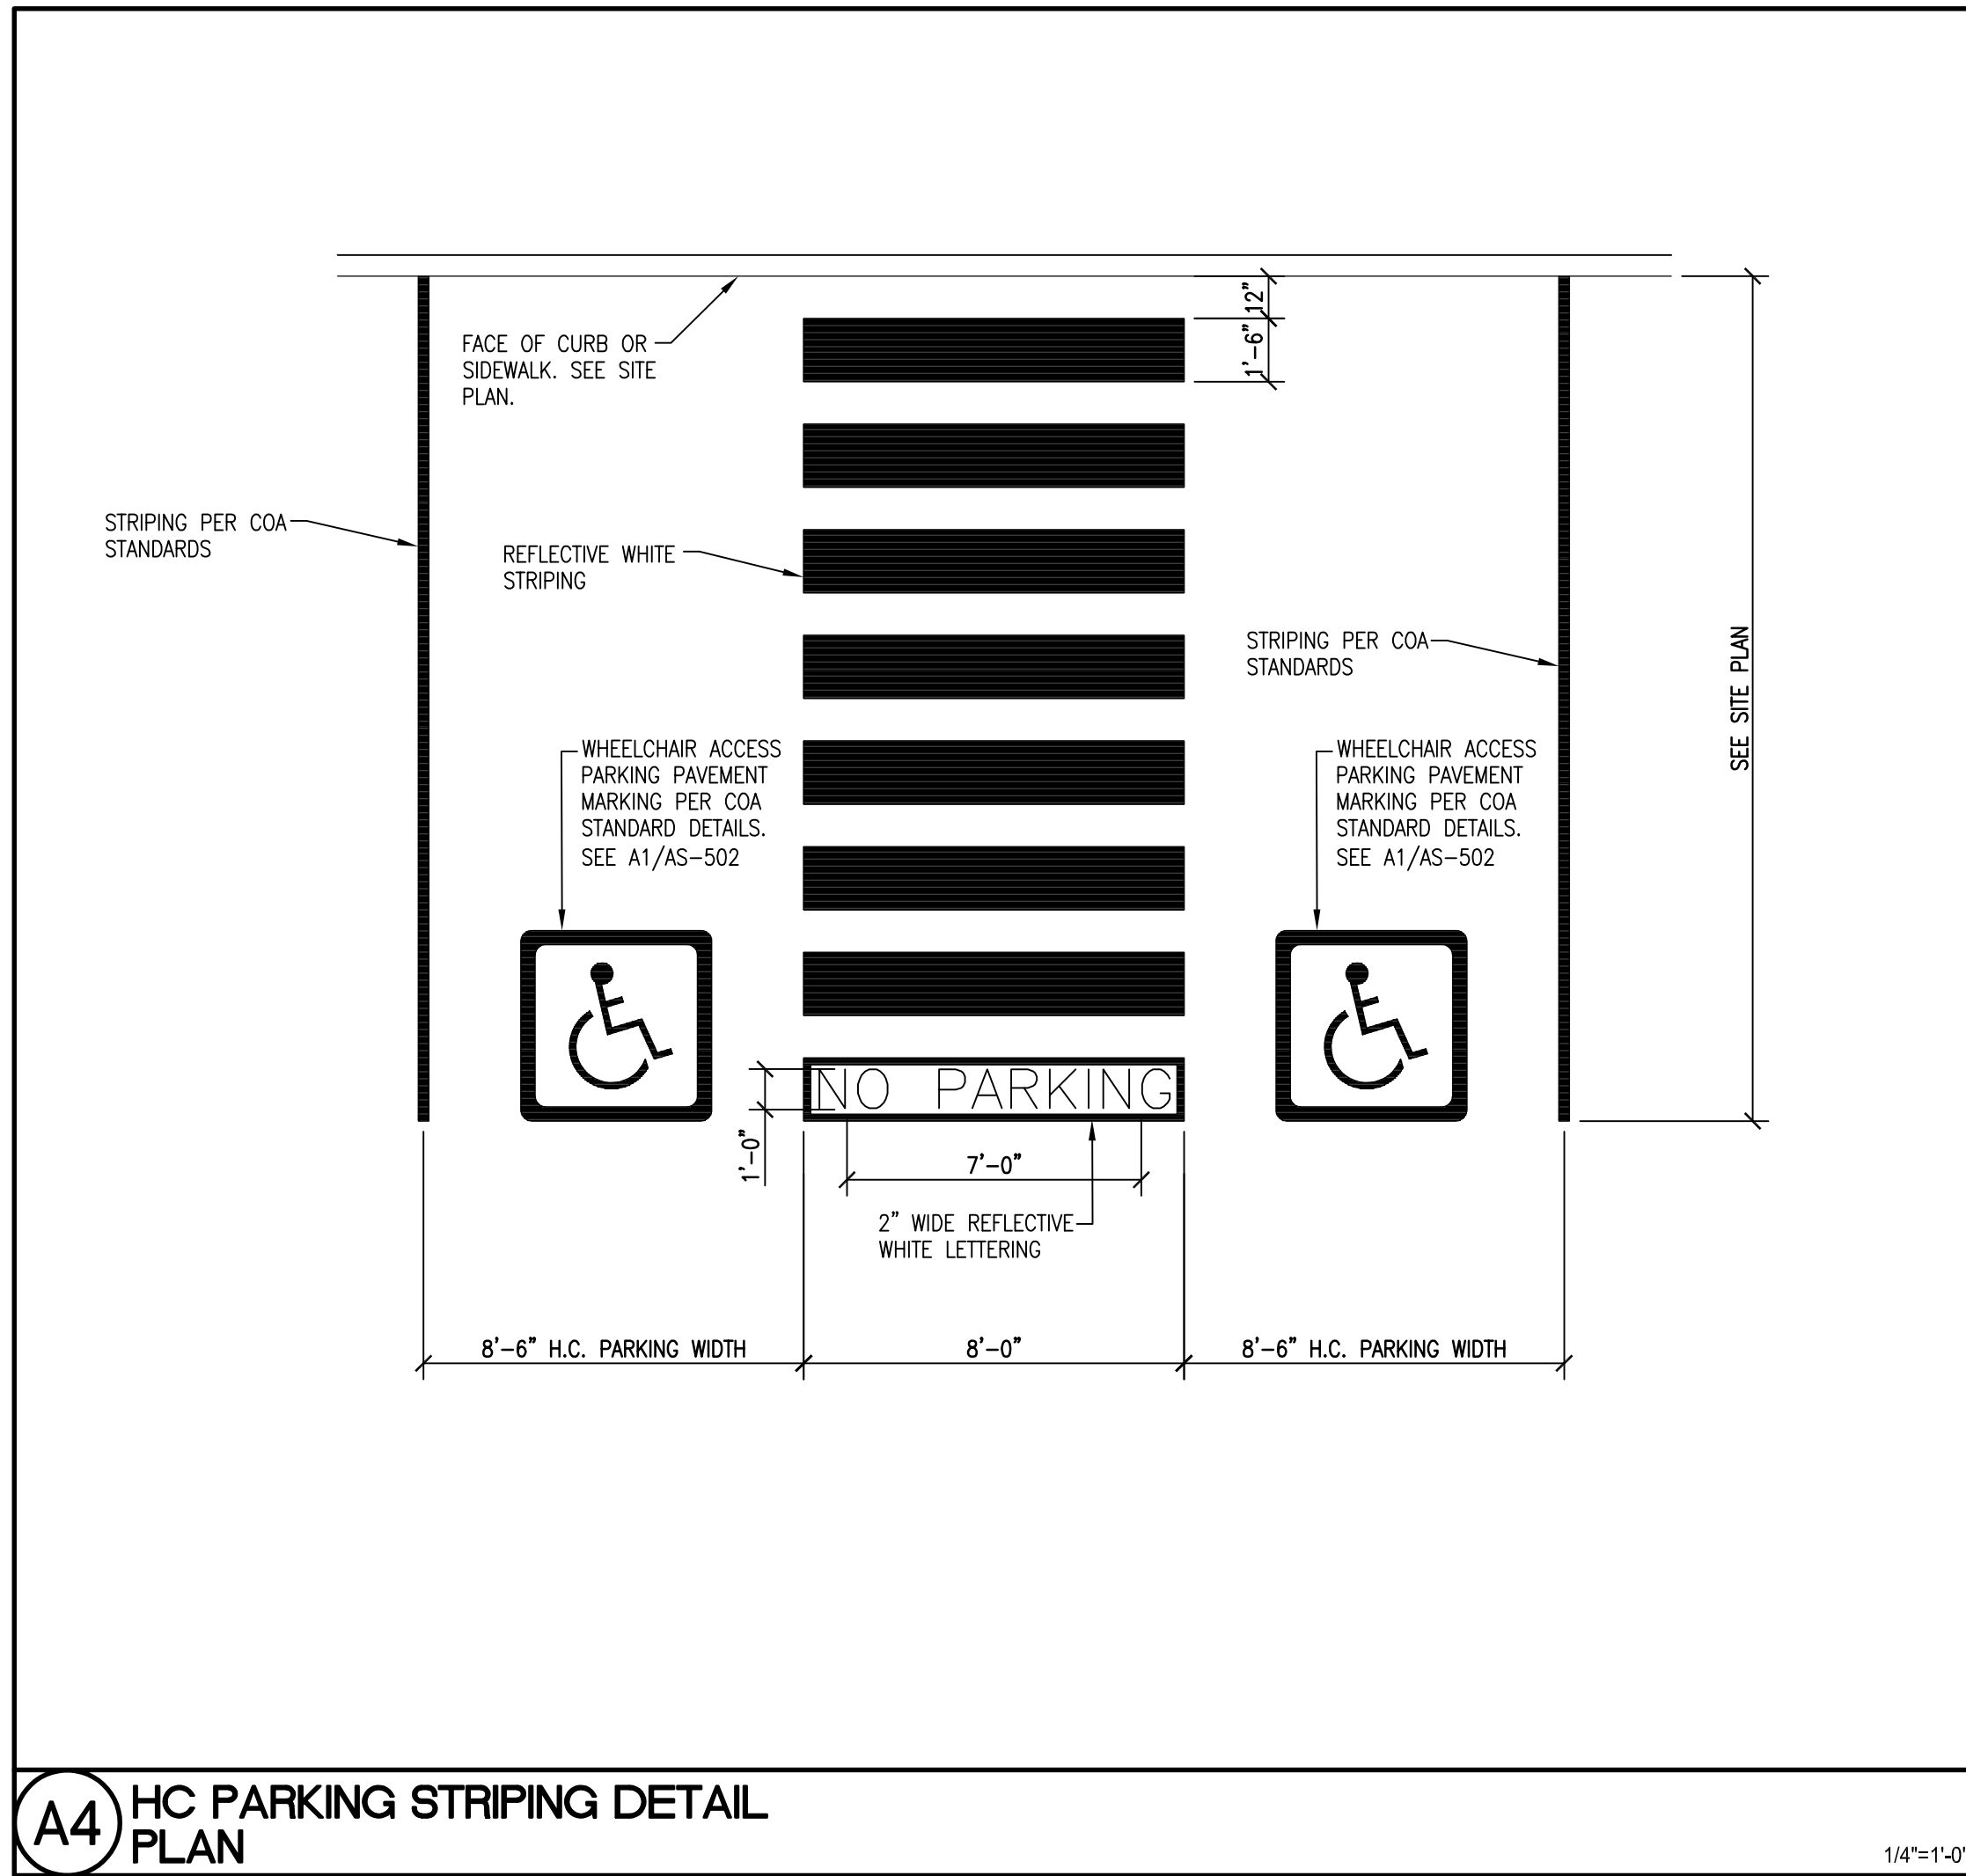 12"
1'-6"
FACE OF CURB OR
SIDEWALK. SEE SITE
PLAN.
STRIPING PER COA
STANDARDS
REFLECTIVE WHITE
STRIPING
STRIPING PER COA
STANDARDS
SEE SITE PLAN
WHEELCHAIR ACCESS
PARKING PAVEMENT
MARKING PER COA
STANDARD DETAILS.
SEE A1/AS-502
WHEELCHAIR ACCESS
PARKING PAVEMENT
MARKING PER COA
STANDARD DETAILS.
SEE A1/AS-502
NO PARKING
1'-0"
7'-0"
2" WIDE REFLECTIVE
WHITE LETTERING
8'-6" H.C. PARKING WIDTH
8'-0"
8'-6" H.C. PARKING WIDTH
A4
HC PARKING STRIPING DETAIL
PLAN
1/4"=1'-0"